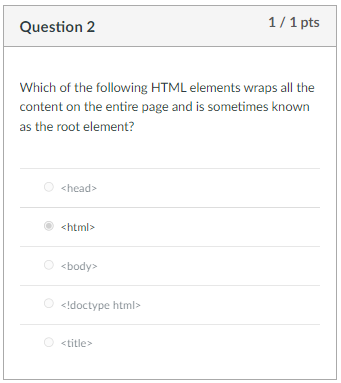 Question 2
1 / 1 pts
Which of the following HTML elements wraps all the
content on the entire page and is sometimes known
as the root element?
<head>
<html>
<body>
<!doctype html>
<title>